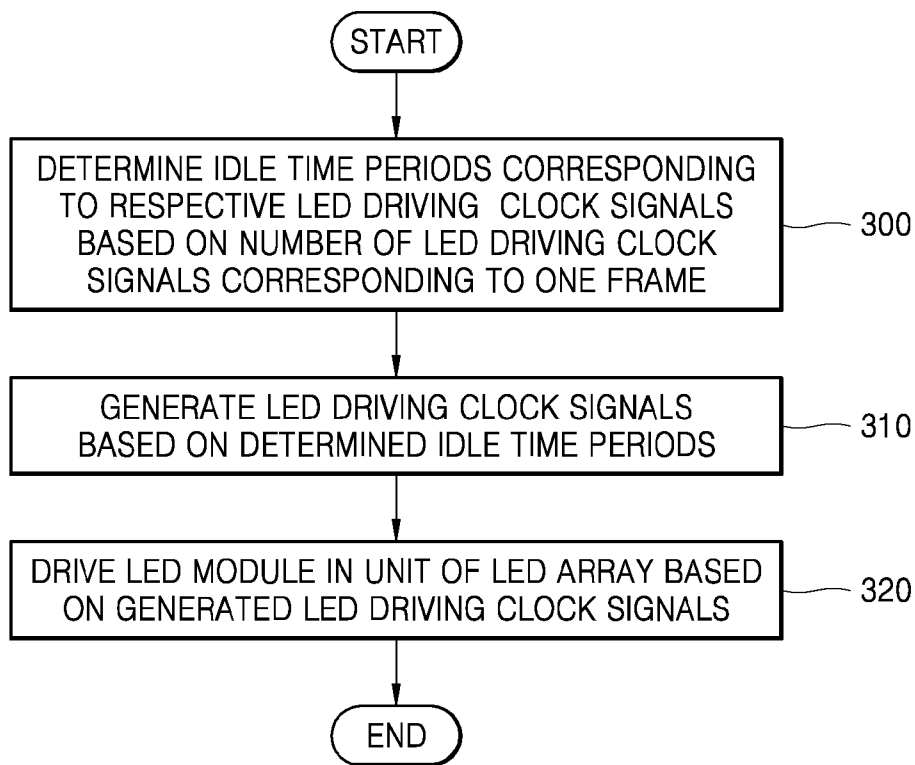 START
DETERMINE IDLE TIME PERIODS CORRESPONDING
TO RESPECTIVE LED DRIVING CLOCK SIGNALS
BASED ON NUMBER OF LED DRIVING CLOCK
SIGNALS CORRESPONDING TO ONE FRAME
300
GENERATE LED DRIVING CLOCK SIGNALS
BASED ON DETERMINED IDLE TIME PERIODS
310
DRIVE LED MODULE IN UNIT OF LED ARRAY BASED
ON GENERATED LED DRIVING CLOCK SIGNALS
320
END